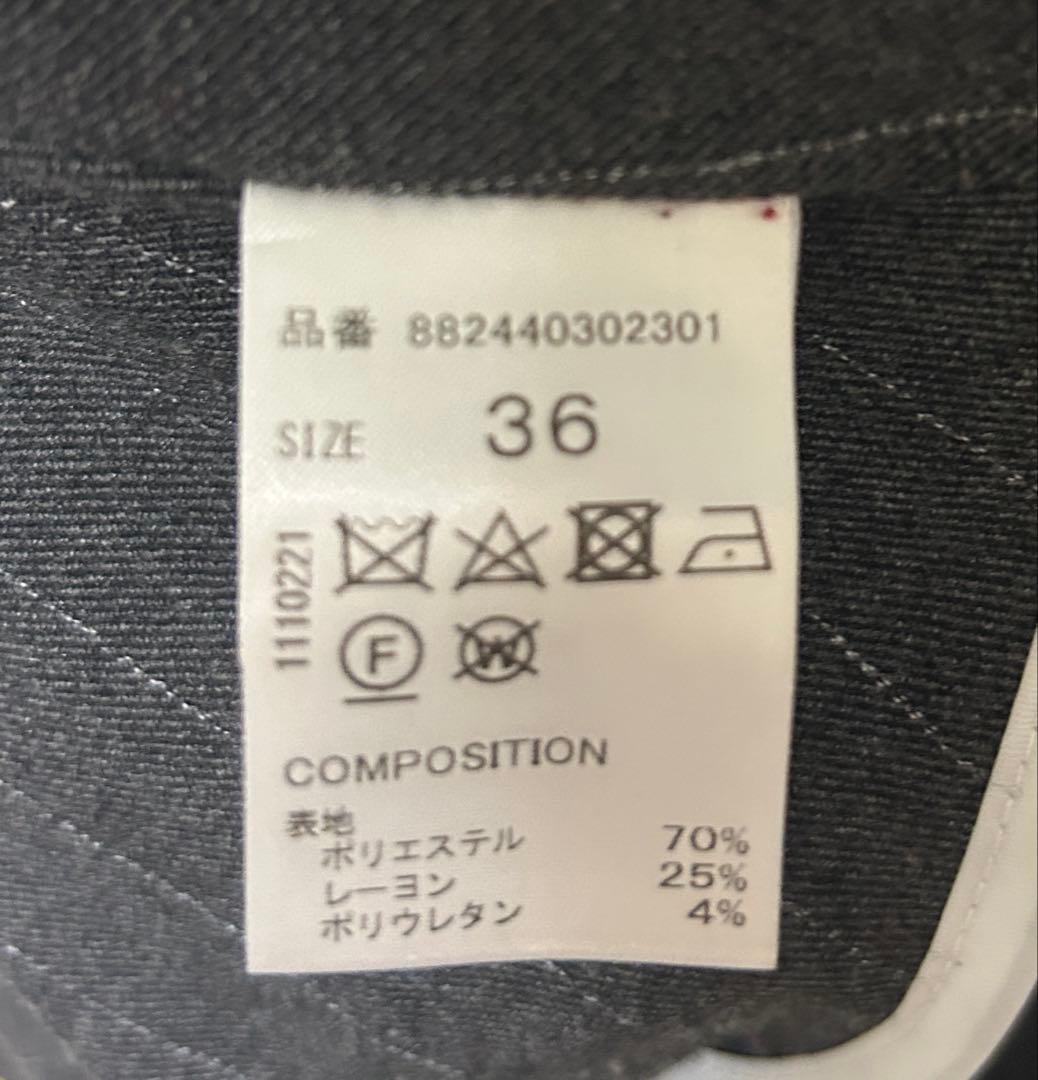 品番 882440302301
SIZE 36
1110221
F W
COMPOSITION
表地
ポリエステル 70%
レーヨン 25%
ポリウレタン 4%